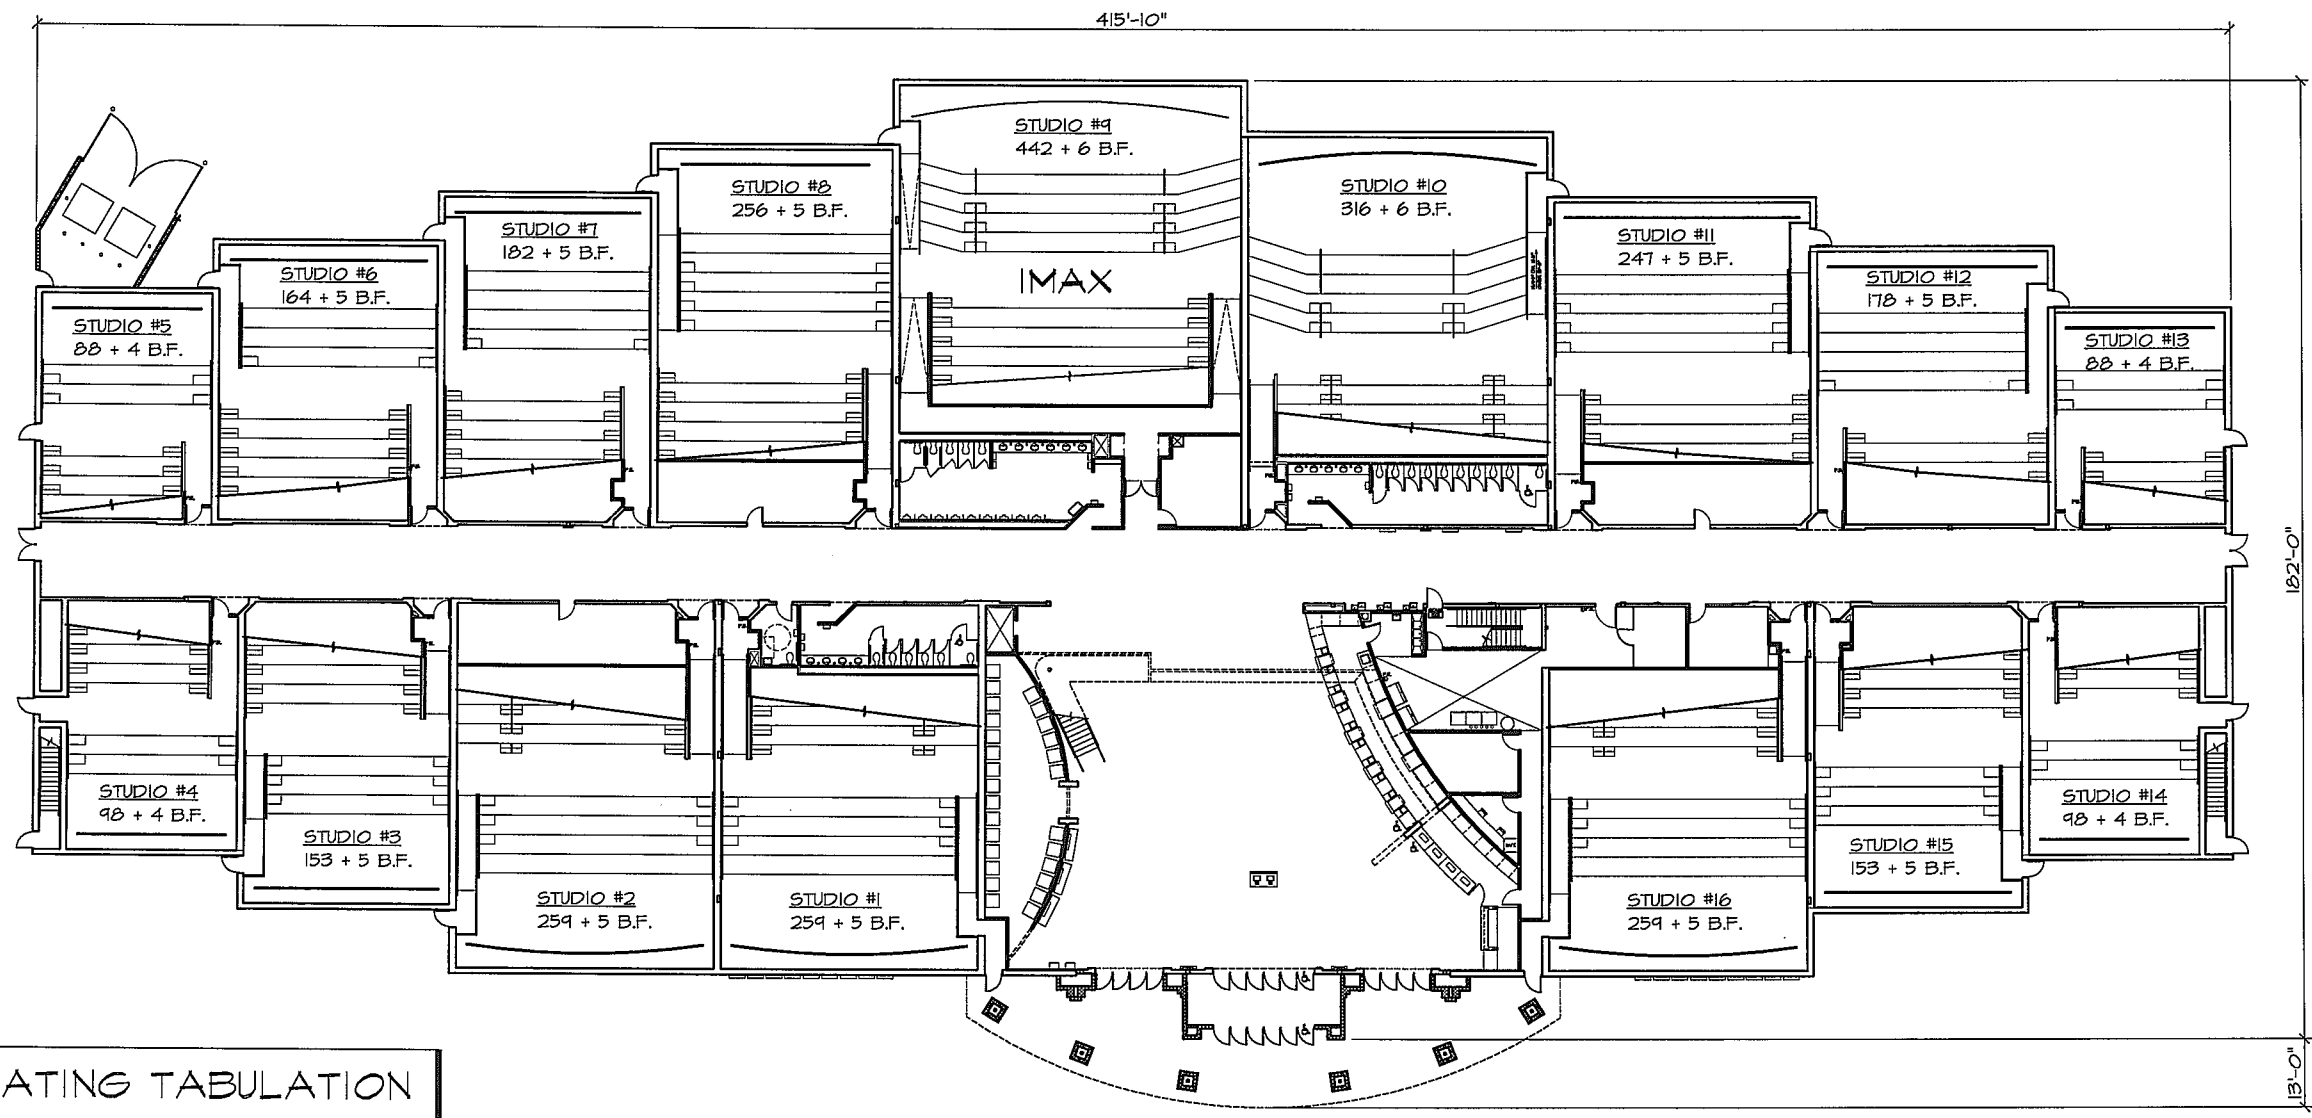 415'-10"
STUDIO #9
442 + 6 B.F.
IMAX
STUDIO #8
256 + 5 B.F.
STUDIO #10
316 + 6 B.F.
STUDIO #7
182 + 5 B.F.
STUDIO #11
247 + 5 B.F.
STUDIO #6
164 + 5 B.F.
STUDIO #12
178 + 5 B.F.
STUDIO #5
88 + 4 B.F.
STUDIO #13
88 + 4 B.F.
182'-0"
STUDIO #4
98 + 4 B.F.
STUDIO #3
153 + 5 B.F.
STUDIO #2
259 + 5 B.F.
STUDIO #1
259 + 5 B.F.
STUDIO #16
259 + 5 B.F.
STUDIO #15
153 + 5 B.F.
STUDIO #14
98 + 4 B.F.
13'-0"
ATING TABULATION